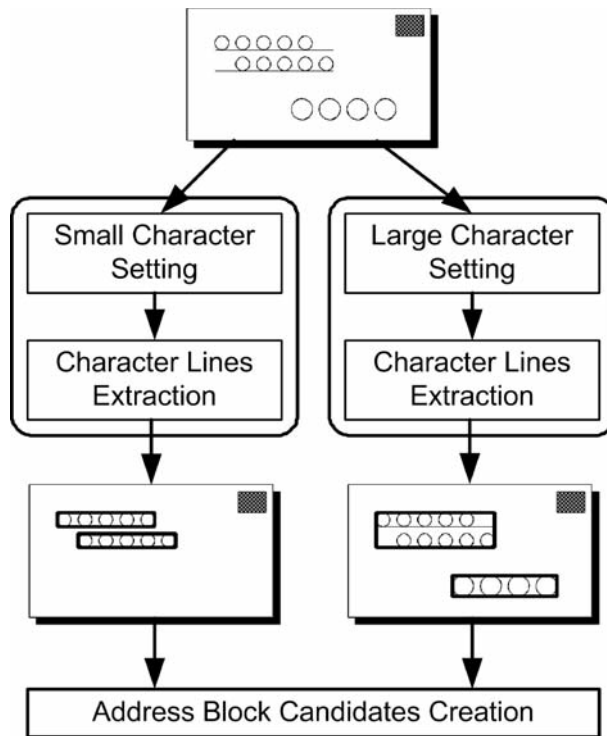 Small Character
Setting
Large Character
Setting
Character Lines
Extraction
Character Lines
Extraction
Address Block Candidates Creation